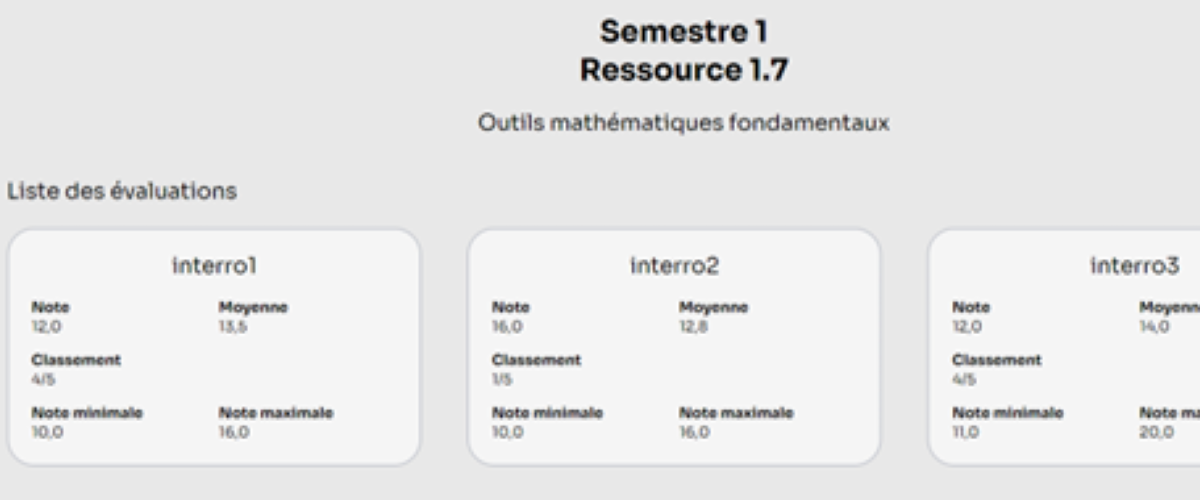 Semestre 1
Ressource 1.7
Outils mathématiques fondamentaux
Liste des évaluations
interro1
Note Moyenne
12,0 13,5
Classement
4/5
Note minimale Note maximale
10,0 16,0
interro2
Note Moyenne
16,0 12,8
Classement
1/5
Note minimale Note maximale
10,0 16,0
interro3
Note Moyenn
12,0 14,0
Classement
4/5
Note minimale Note ma
11,0 20,0